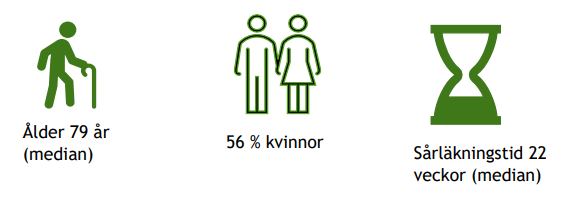 Ålder 79 år
(median)
56 % kvinnor
Sårläkningstid 22
veckor (median)